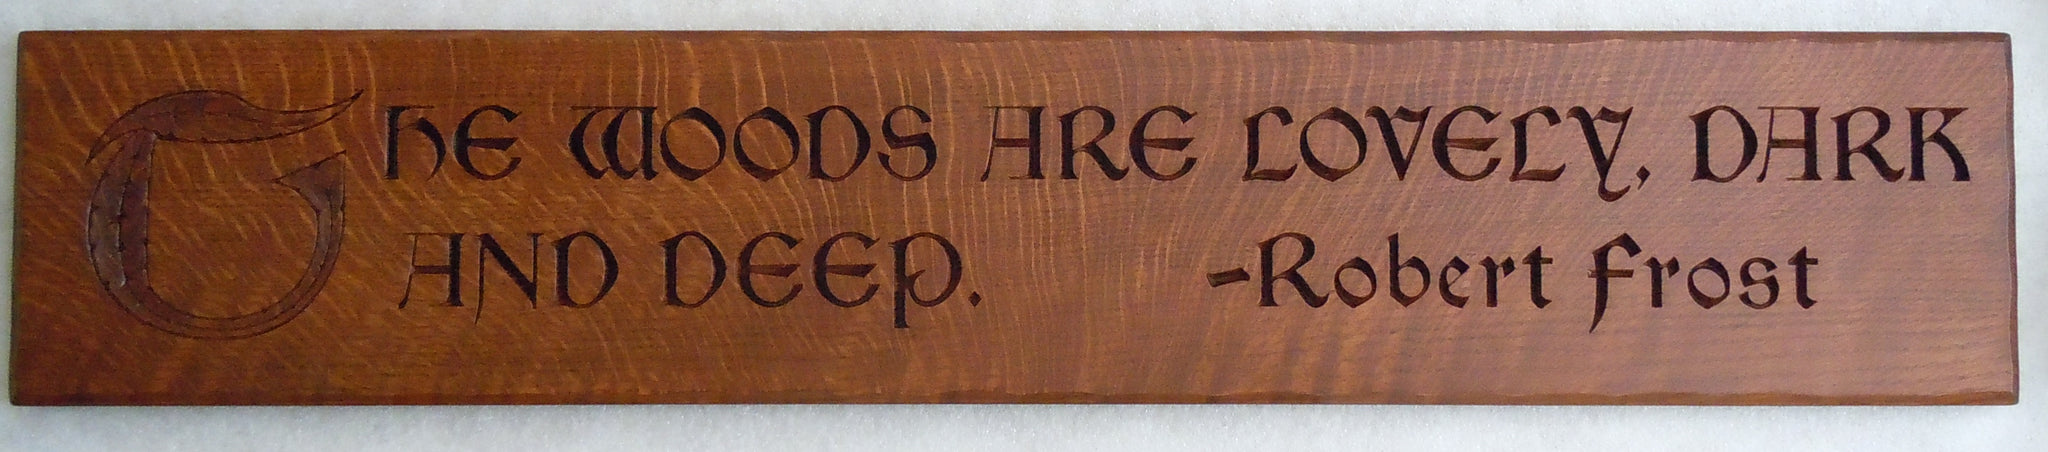 THE WOODS ARE LOVELY, DARK
AND DEEP. -Robert Frost